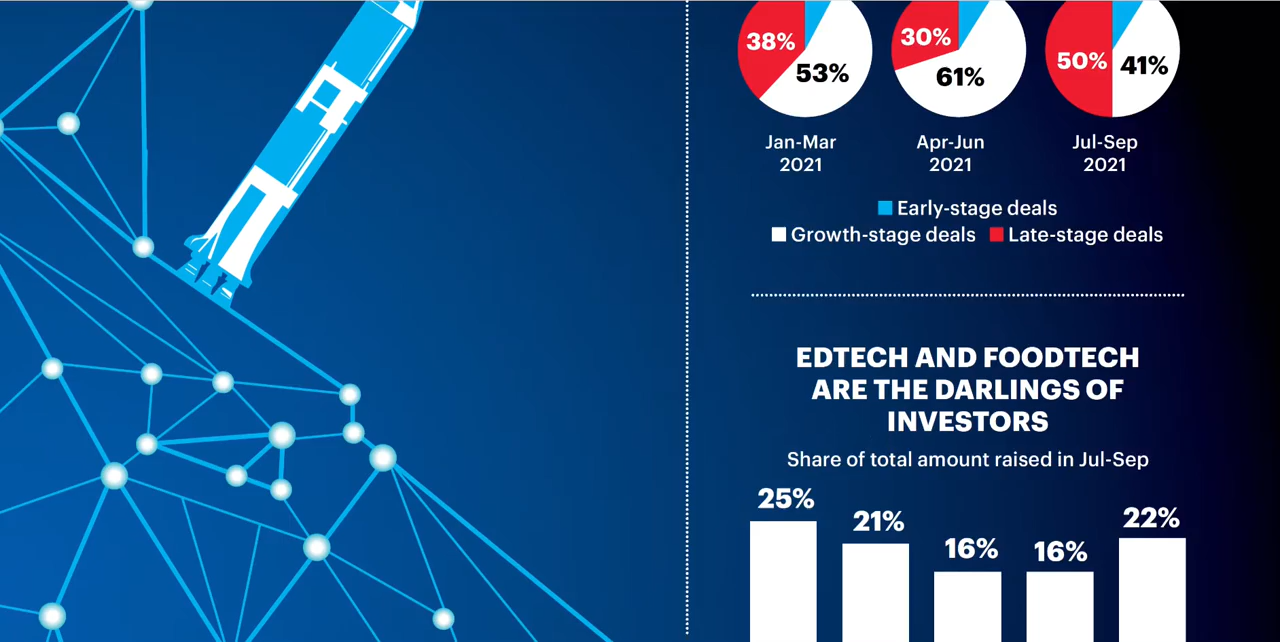 38%
53%
30%
61%
50%
41%
Jan-Mar
2021
Apr-Jun
2021
Jul-Sep
2021
Early-stage deals
Growth-stage deals Late-stage deals
EDTECH AND FOODTECH
ARE THE DARLINGS OF
INVESTORS
Share of total amount raised in Jul-Sep
25%
21%
16%
16%
22%